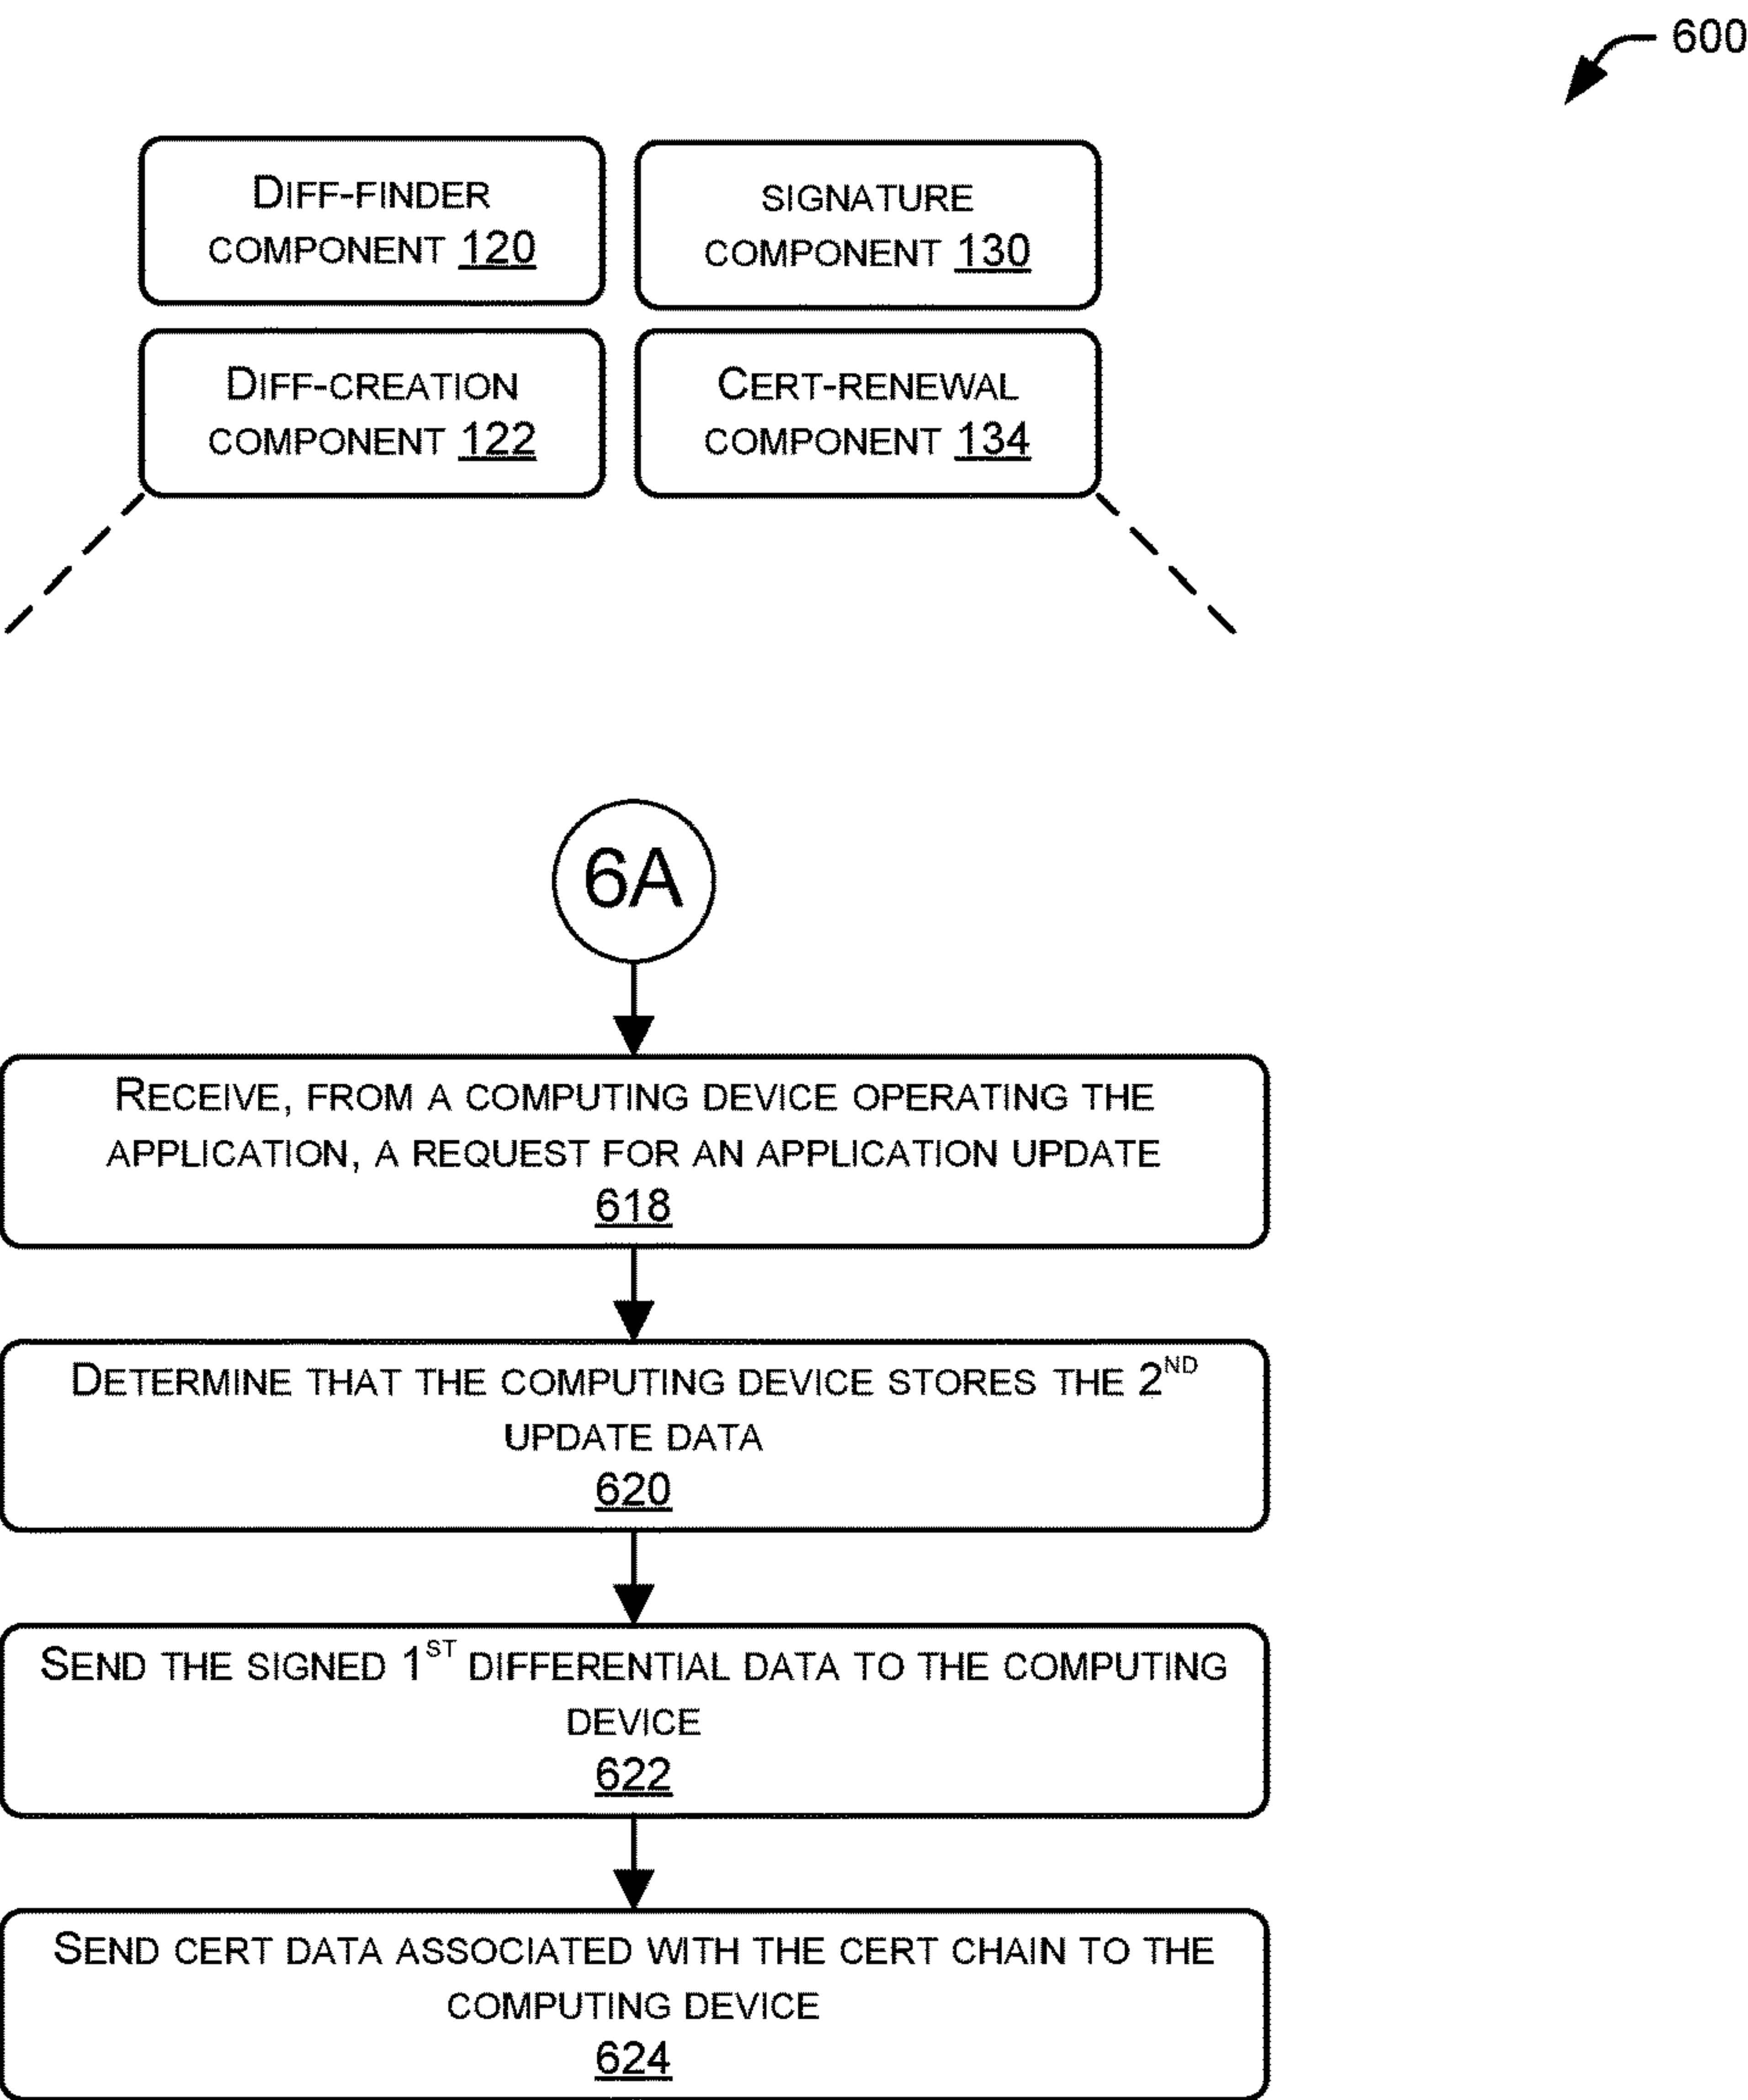 600
DIFF-FINDER
COMPONENT 120
SIGNATURE
COMPONENT 130
DIFF-CREATION
COMPONENT 122
CERT-RENEWAL
COMPONENT 134
6A
RECEIVE, FROM A COMPUTING DEVICE OPERATING THE
APPLICATION, A REQUEST FOR AN APPLICATION UPDATE
618
DETERMINE THAT THE COMPUTING DEVICE STORES THE 2ND
UPDATE DATA
620
SEND THE SIGNED 1ST DIFFERENTIAL DATA TO THE COMPUTING
DEVICE
622
SEND CERT DATA ASSOCIATED WITH THE CERT CHAIN TO THE
COMPUTING DEVICE
624